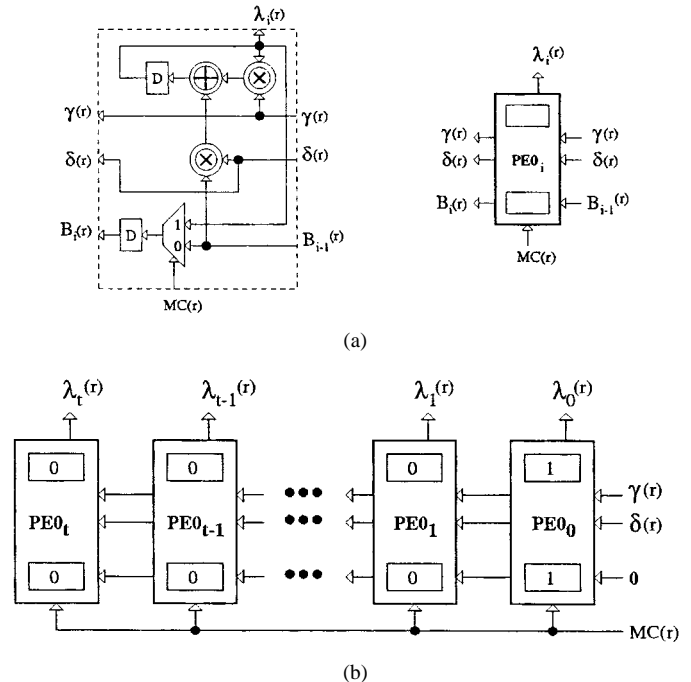 λᵢ(r) λᵢ(r)
D
γ(r) γ(r) γ(r) γ(r)
δ(r) δ(r) δ(r) PE0ᵢ δ(r)
Bᵢ(r) D 1 Bᵢ(r) Bᵢ₋₁(r)
0 Bᵢ₋₁(r)
MC(r) MC(r)
(a)
λₜ(r) λₜ₋₁(r) λ₁(r) λ₀(r)
0 0 0 1
γ(r)
PE0ₜ PE0ₜ₋₁ ••• PE0₁ PE0₀ δ(r)
0 0 ••• 0 1 0
MC(r)
(b)